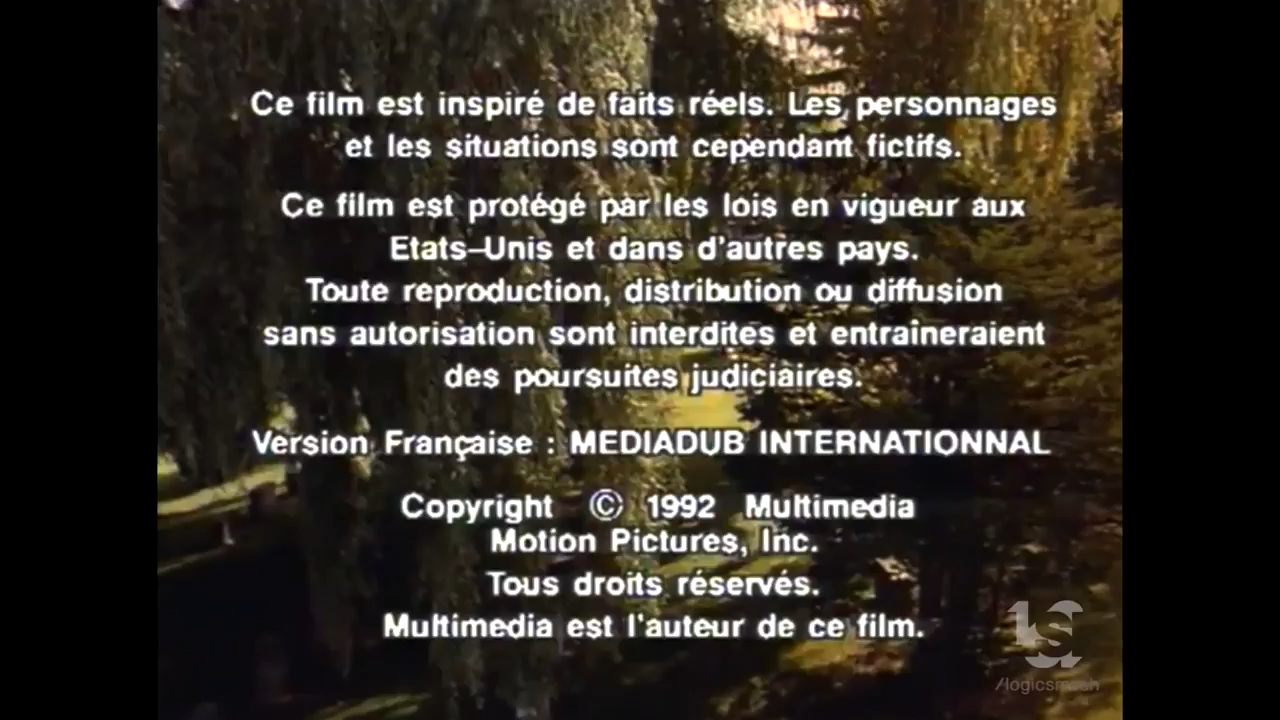 Ce film est inspiré de faits réels. Les personnages
et les situations sont cependant fictifs.
Ce film est protégé par les lois en vigueur aux
Etats-Unis et dans d'autres pays.
Toute reproduction, distribution ou diffusion
sans autorisation sont interdites et entraîneraient
des poursuites judiciaires.
Version Française : MEDIADUB INTERNATIONNAL
Copyright © 1992 Multimedia
Motion Pictures, Inc.
Tous droits réservés.
Multimedia est l'auteur de ce film.
/logicsmash